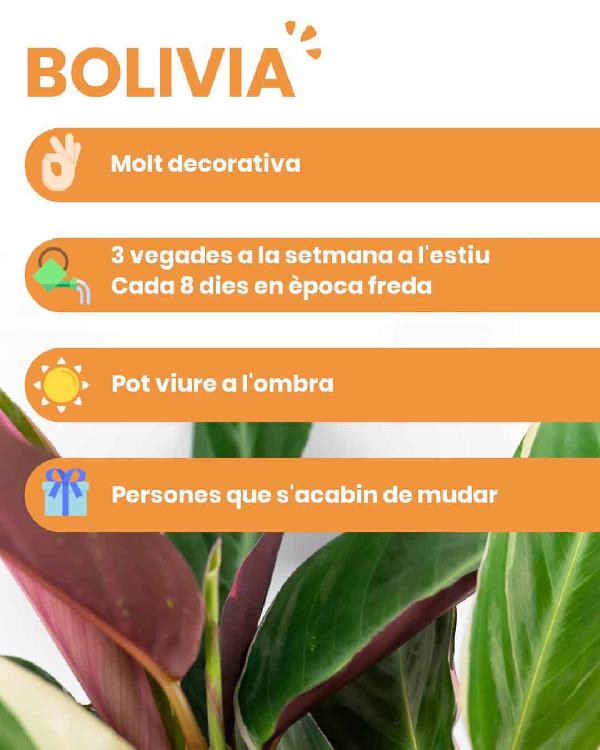 BOLIVIA
Molt decorativa
3 vegades a la setmana a l'estiu
Cada 8 dies en època freda
Pot viure a l'ombra
Persones que s'acabin de mudar